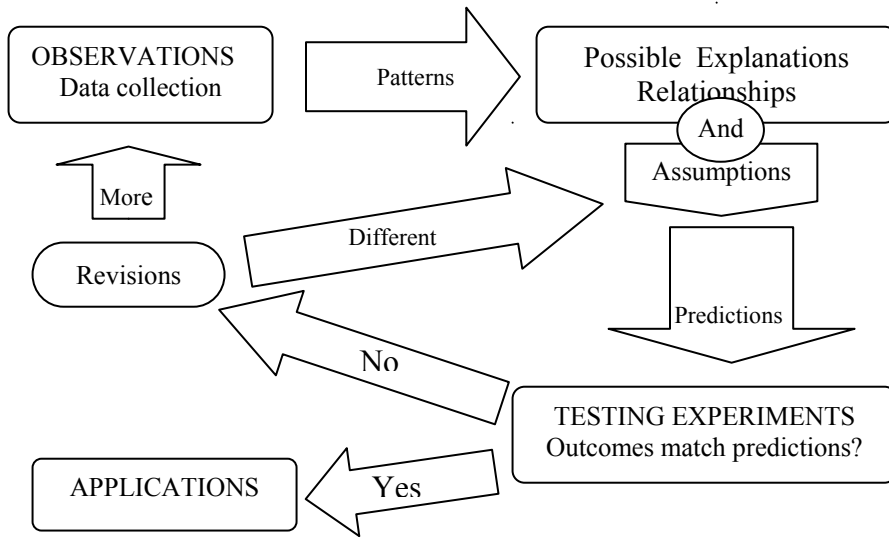 OBSERVATIONS
Data collection
Patterns
Possible Explanations
Relationships
And
Assumptions
More
Different
Revisions
Predictions
No
TESTING EXPERIMENTS
Outcomes match predictions?
Yes
APPLICATIONS